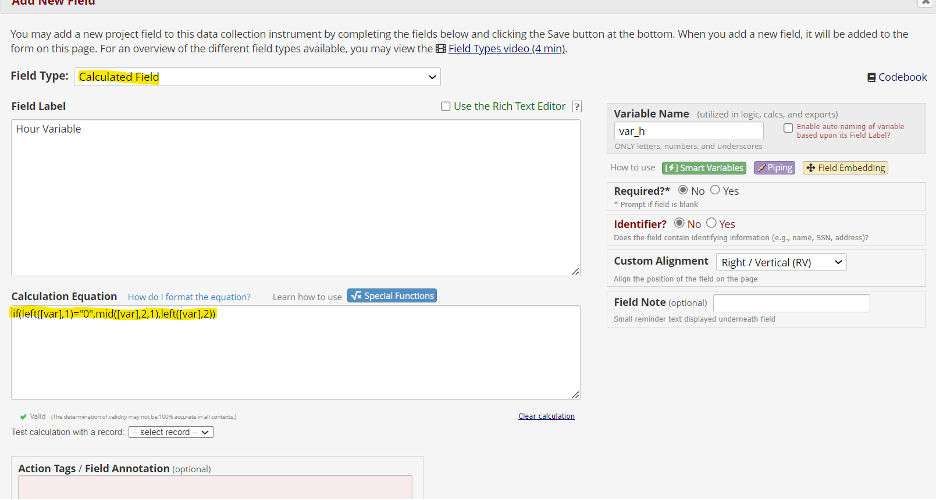 Add New Field
You may add a new project field to this data collection instrument by completing the fields below and clicking the Save button at the bottom. When you add a new field, it will be added to the
form on this page. For an overview of the different field types available, you may view the Field Types video (4 min).
Field Type: Calculated Field
Codebook
Field Label
Use the Rich Text Editor ?
Hour Variable
Variable Name (utilized in logic, calcs, and exports)
var_h
Enable auto naming of variable
based upon its Field Label?
ONLY letters, numbers, and underscores
How to use [⚡] Smart Variables Piping Field Embedding
Required?* No Yes
* Prompt if field is blank
Identifier? No Yes
Does the field contain identifying information (e.g., name, SSN, address)?
Custom Alignment Right / Vertical (RV)
Align the position of the field on the page
Calculation Equation How do I format the equation? Learn how to use √x Special Functions
Field Note (optional)
Small reminder text displayed underneath field
if(left([var],1)="0",mid([var],2,1),left([var],2))
Valid (The determination of validity may not be 100% accurate in all contexts.)
Clear calculation
Test calculation with a record: -- select record --
Action Tags / Field Annotation (optional)